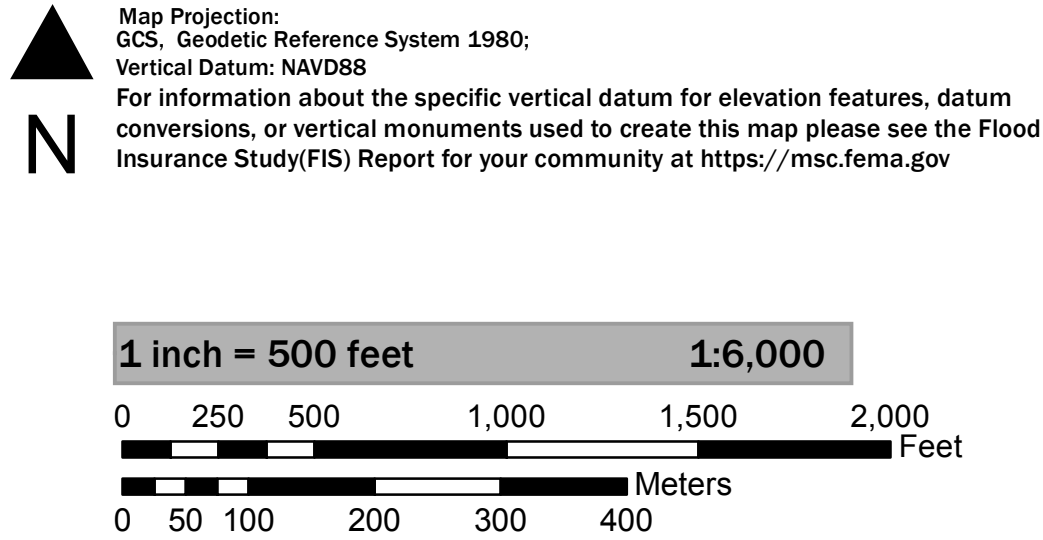 Map Projection:
GCS, Geodetic Reference System 1980;
Vertical Datum: NAVD88
For information about the specific vertical datum for elevation features, datum
conversions, or vertical monuments used to create this map please see the Flood
Insurance Study(FIS) Report for your community at https://msc.fema.gov
N
1 inch = 500 feet 1:6,000
0 250 500 1,000 1,500 2,000
Feet
Meters
0 50 100 200 300 400